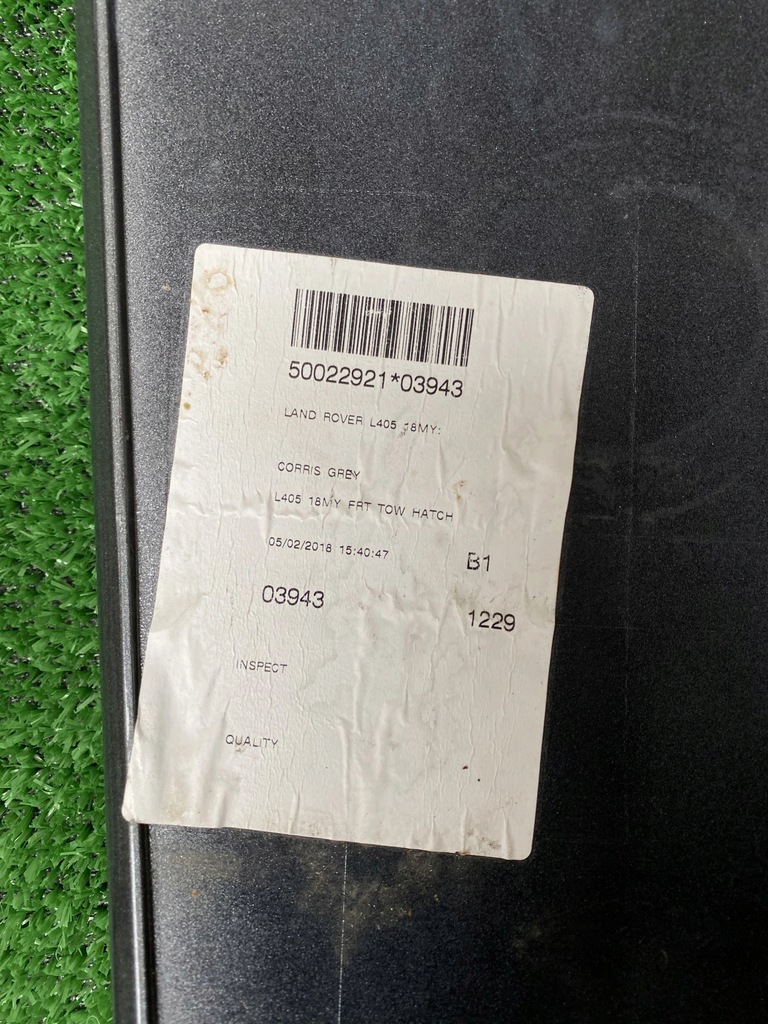 50022921*03943
LAND ROVER L405 18MY:
CORRIS GREY
L405 18MY FRT TOW HATCH
05/02/2018 15:40:47
B1
03943
1229
INSPECT
QUALITY